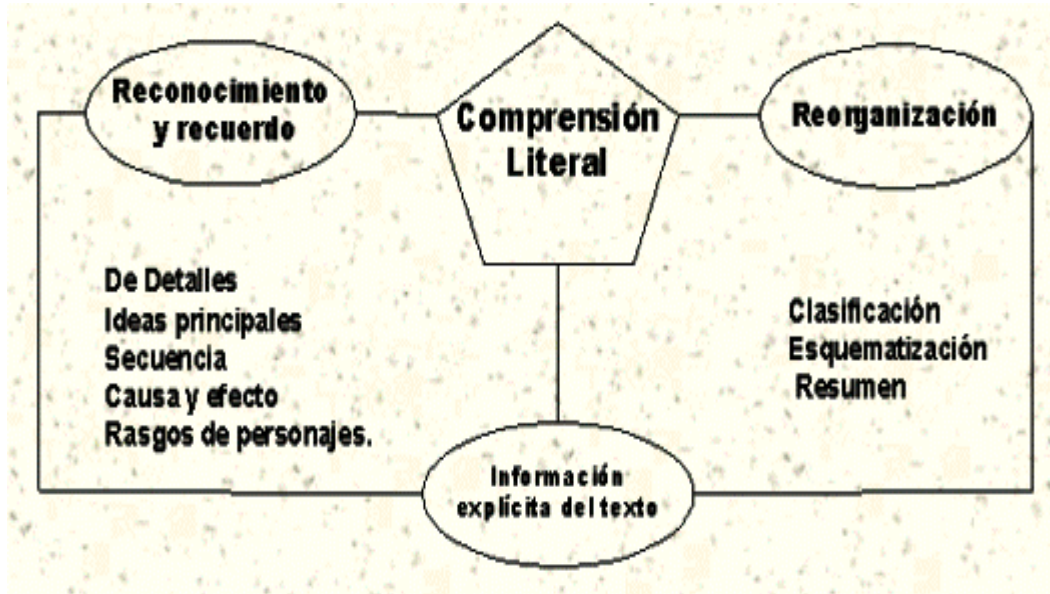 Reconocimiento
y recuerdo
Comprensión
Literal
Reorganización
De Detalles
Ideas principales
Secuencia
Causa y efecto
Rasgos de personajes.
Clasificación
Esquematización
Resumen
Información
explícita del texto